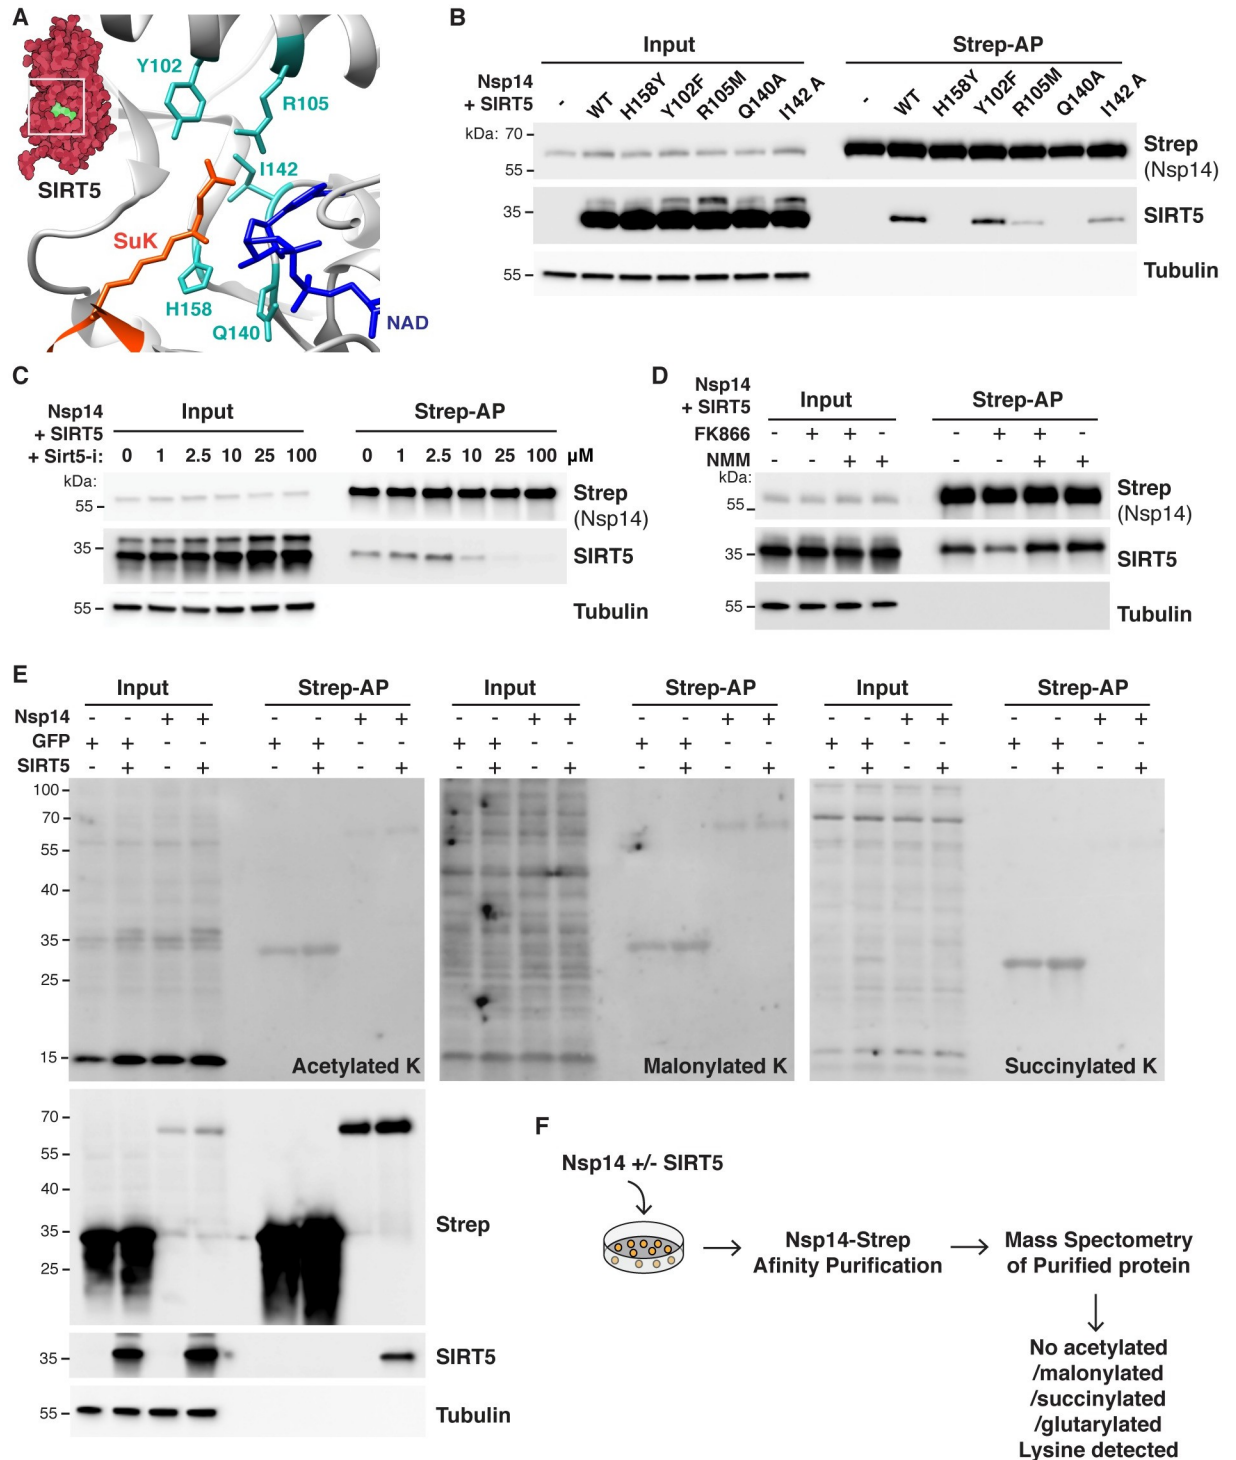 A
Y102
R105
I142
SIRT5
SuK
H158
Q140
NAD
B
Input Strep-AP
Nsp14
+ SIRT5
- WT H158Y Y102F R105M Q140A I142 A - WT H158Y Y102F R105M Q140A I142 A
kDa: 70
55
Strep
(Nsp14)
35
SIRT5
55
Tubulin
C
Nsp14
+ SIRT5
+ Sirt5-i:
Input Strep-AP
0 1 2.5 10 25 100 0 1 2.5 10 25 100 µM
kDa:
55
Strep
(Nsp14)
35
SIRT5
55
Tubulin
D
Nsp14
+ SIRT5
Input Strep-AP
FK866 - + + - - + + -
NMM - - + + - - + +
kDa:
55
Strep
(Nsp14)
35
SIRT5
55
Tubulin
E
Input Strep-AP Input Strep-AP Input Strep-AP
Nsp14 - - + + - - + + - - + + - - + + - - + + - - + +
GFP + + - - + + - - + + - - + + - - + + - - + + - -
SIRT5 - + - + - + - + - + - + - + - + - + - + - + - +
100
70
55
40
35
25
15
Acetylated K
Malonylated K
Succinylated K
70
55
40
35
25
Strep
35
SIRT5
55
Tubulin
F
Nsp14 +/- SIRT5
Nsp14-Strep
Afinity Purification
Mass Spectometry
of Purified protein
No acetylated
/malonylated
/succinylated
/glutarylated
Lysine detected